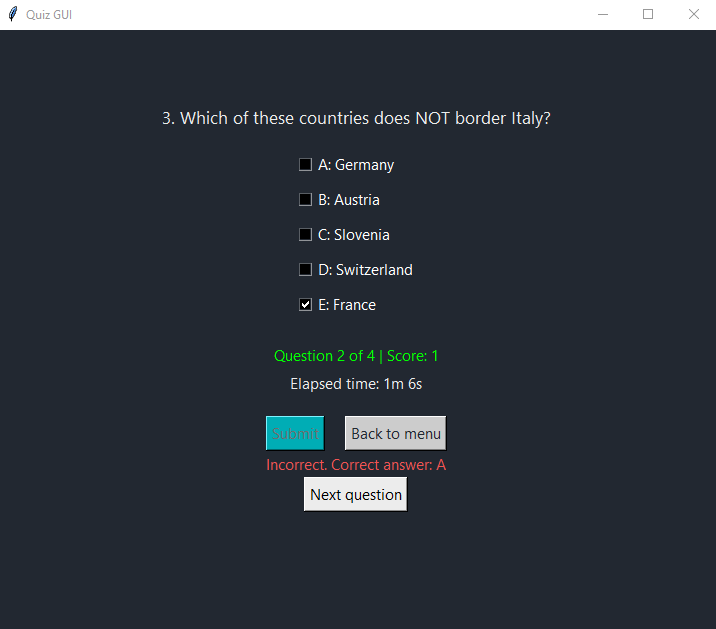 Quiz GUI
3. Which of these countries does NOT border Italy?
A: Germany
B: Austria
C: Slovenia
D: Switzerland
E: France
Question 2 of 4 | Score: 1
Elapsed time: 1m 6s
Submit Back to menu
Incorrect. Correct answer: A
Next question